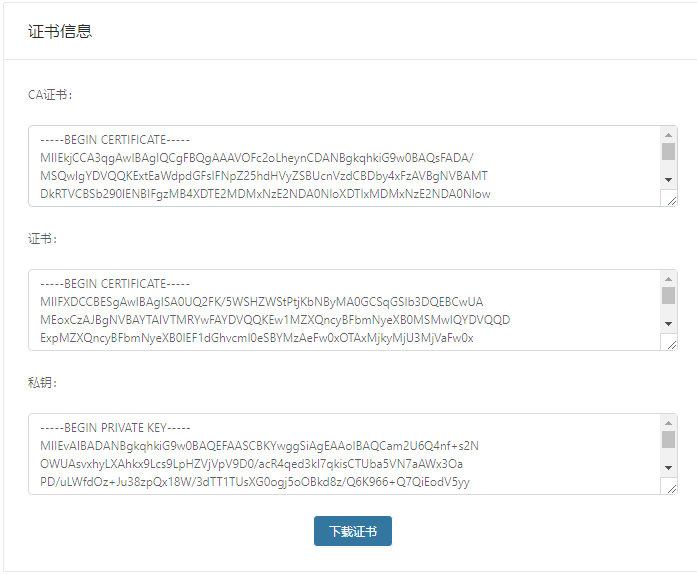 证书信息
CA证书：
-----BEGIN CERTIFICATE-----
MIIEkjCCA3qgAwIBAgIQCgFBQgAAAVOFc2oLheynCDANBgkqhkiG9w0BAQsFADA/
MSQwIgYDVQQKExtEaWdpdGFsIFNpZ25hdHVyZSBUcnVzdCBDby4xFzAVBgNVBAMT
DkRTVCBSb290IENBIFgzMB4XDTE2MDMxNzE2NDA0NloXDTIxMDMxNzE2NDA0Nlow
证书：
-----BEGIN CERTIFICATE-----
MIIFXDCCBESgAwIBAgISA0UQ2FK/5WSHZWStPtjKbNByMA0GCSqGSIb3DQEBCwUA
MEoxCzAJBgNVBAYTAlVTMRYwFAYDVQQKEw1MZXQncyBFbmNyeXB0MSMwIQYDVQQD
ExpMZXQncyBFbmNyeXB0IEF1dGhvcml0eSBYMzAeFw0xOTAxMjkyMjU3MjVaFw0x
私钥：
-----BEGIN PRIVATE KEY-----
MIIEvAIBADANBgkqhkiG9w0BAQEFAASCBKYwggSiAgEAAoIBAQCam2U6Q4nf+s2N
OWUAsvxhyLXAhkx9Lcs9LpHZVjVpV9D0/acR4qed3kI7qkisCTUba5VN7aAWx3Oa
PD/uLWfdOz+Ju38zpQx18W/3dTT1TUsXG0ogj5oOBkd8z/Q6K966+Q7QiEodV5yy
下载证书